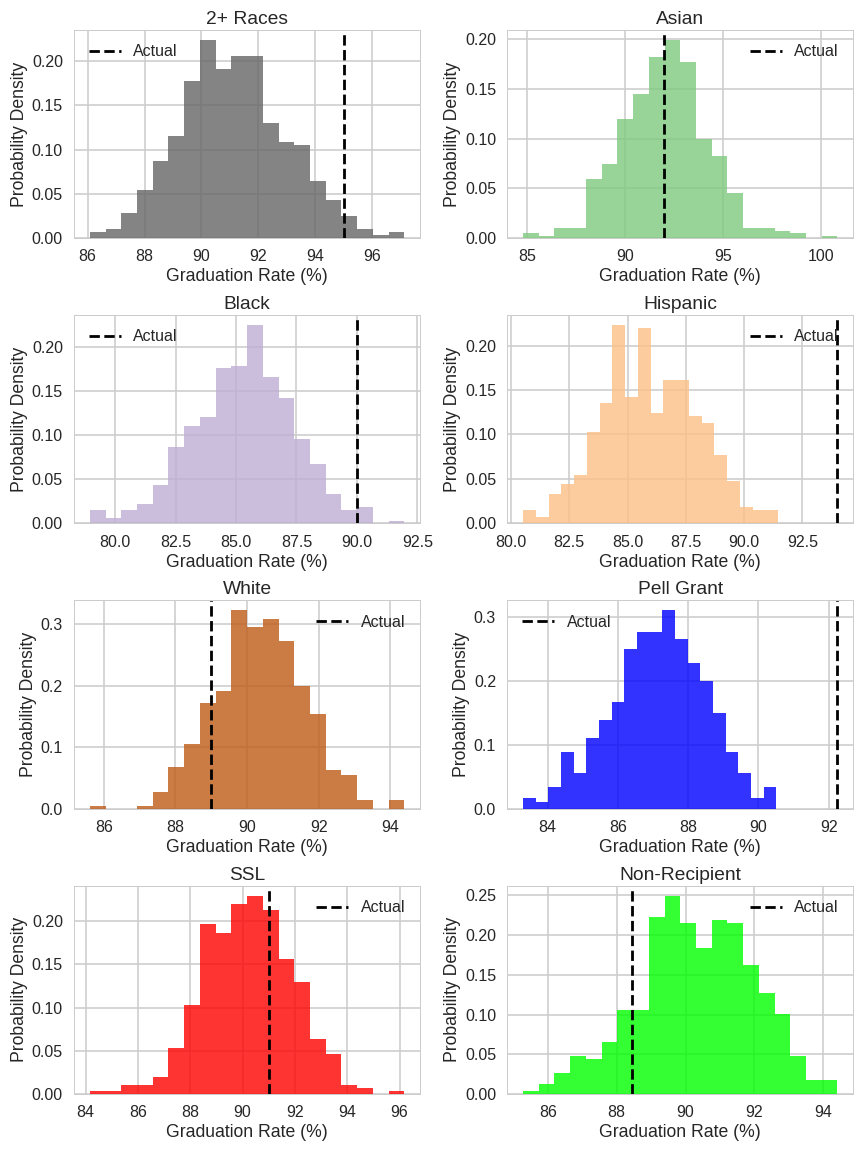 2+ Races
Probability Density
0.20
0.15
0.10
0.05
0.00
86 88 90 92 94 96
Graduation Rate (%)
Actual
Asian
Probability Density
0.20
0.15
0.10
0.05
0.00
85 90 95 100
Graduation Rate (%)
Actual
Black
Probability Density
0.20
0.15
0.10
0.05
0.00
80.0 82.5 85.0 87.5 90.0 92.5
Graduation Rate (%)
Actual
Hispanic
Probability Density
0.20
0.15
0.10
0.05
0.00
80.0 82.5 85.0 87.5 90.0 92.5
Graduation Rate (%)
Actual
White
Probability Density
0.3
0.2
0.1
0.0
86 88 90 92 94
Graduation Rate (%)
Actual
Pell Grant
Probability Density
0.3
0.2
0.1
0.0
84 86 88 90 92
Graduation Rate (%)
Actual
SSL
Probability Density
0.20
0.15
0.10
0.05
0.00
84 86 88 90 92 94 96
Graduation Rate (%)
Actual
Non-Recipient
Probability Density
0.25
0.20
0.15
0.10
0.05
0.00
86 88 90 92 94
Graduation Rate (%)
Actual